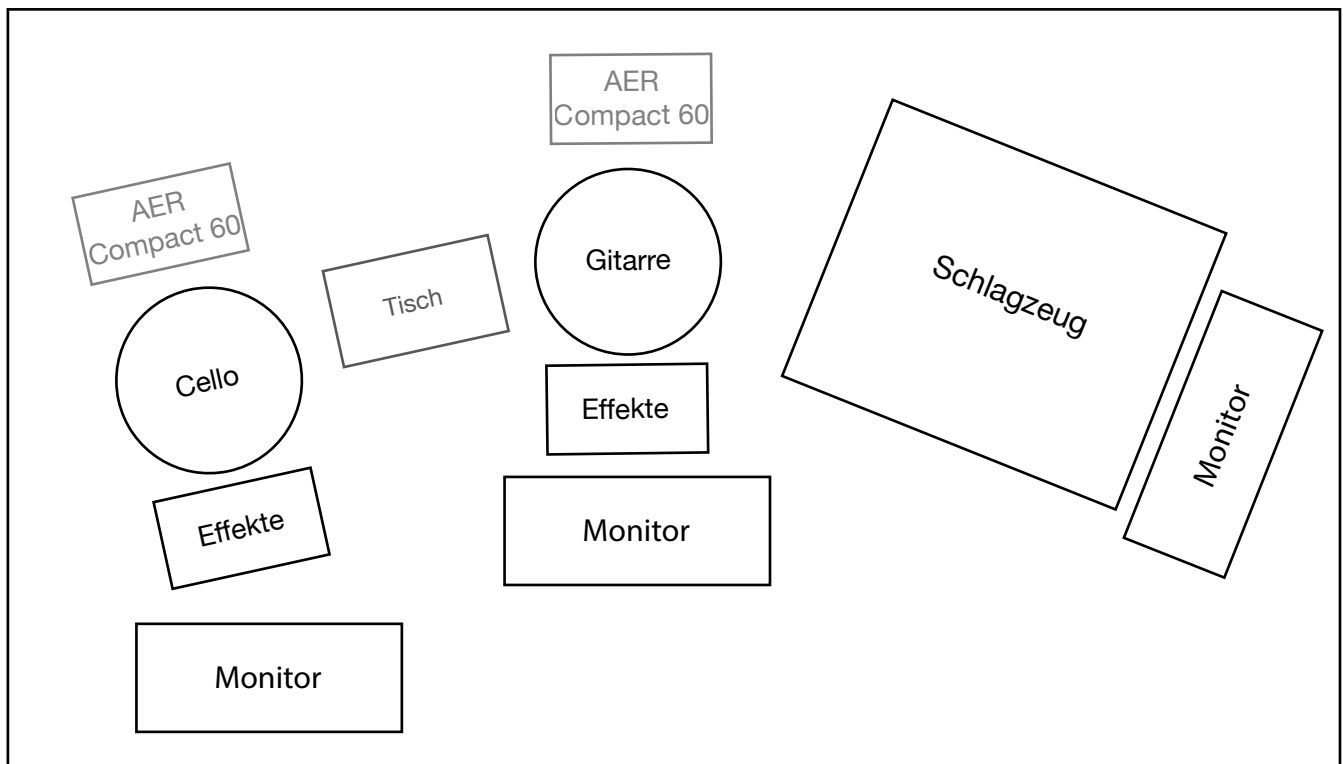 AER
Compact 60
AER
Compact 60
Gitarre
Schlagzeug
Tisch
Cello
Effekte
Monitor
Effekte
Monitor
Monitor